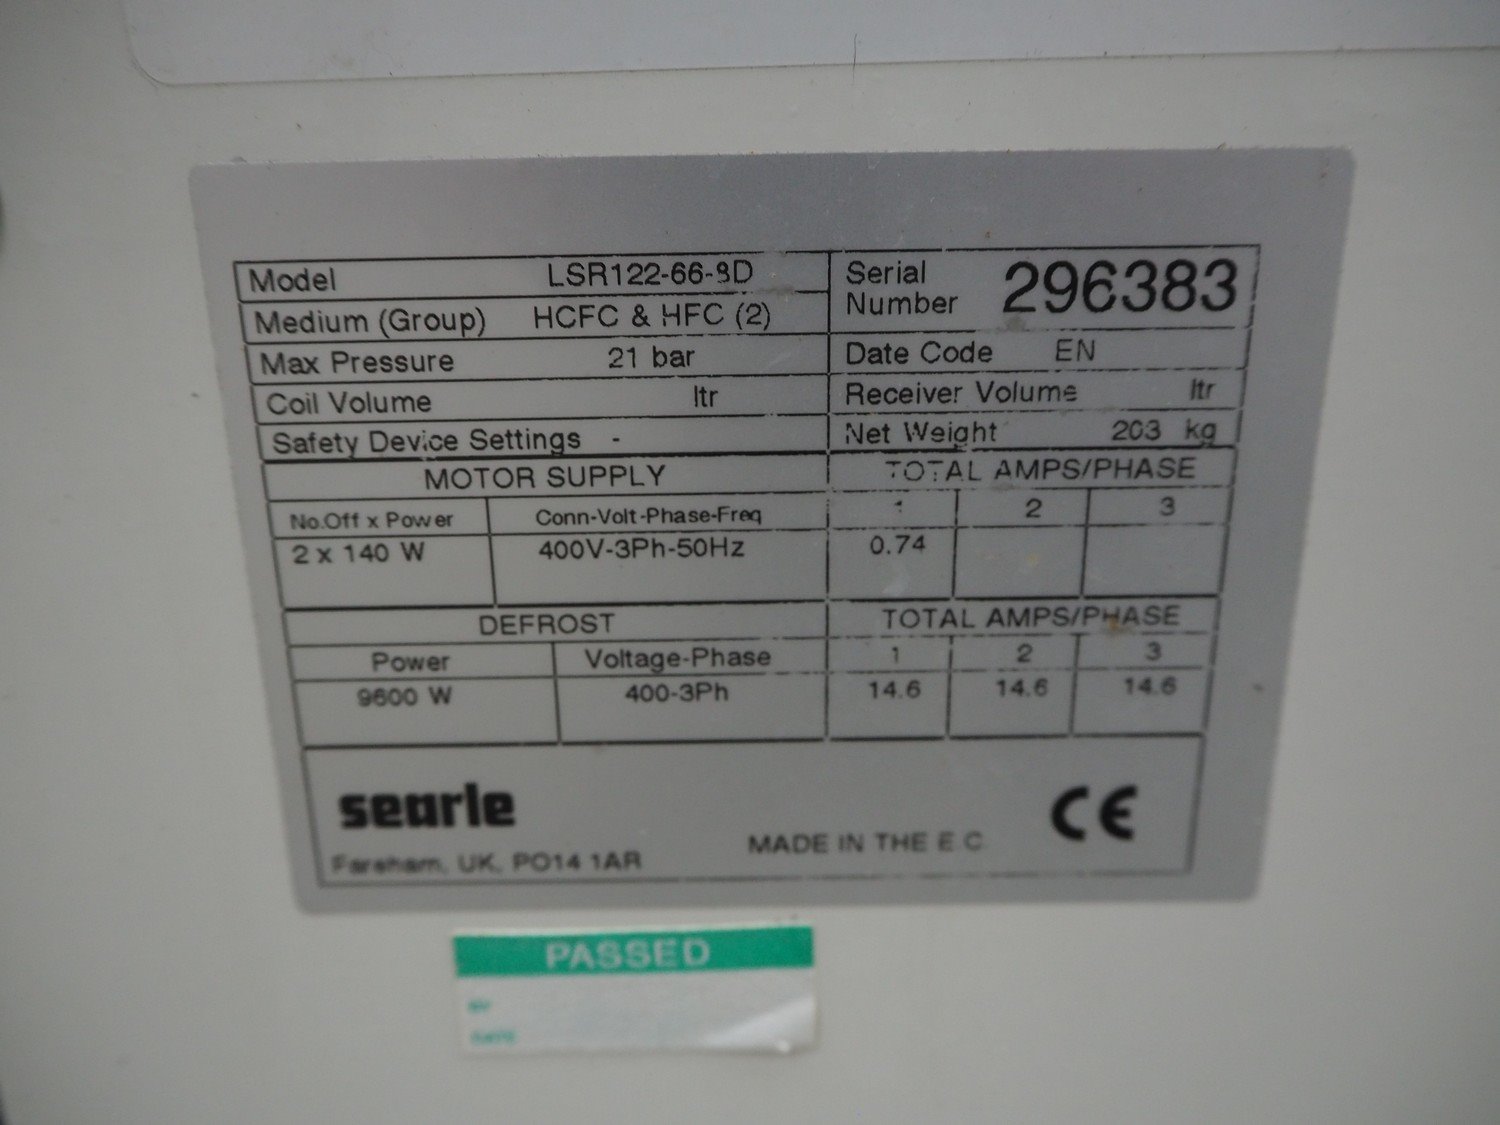 Model LSR122-66-8D
Serial Number 296383
Medium (Group) HCFC & HFC (2)
Max Pressure 21 bar
Date Code EN
Coil Volume ltr
Receiver Volume ltr
Safety Device Settings -
Net Weight 203 kg
MOTOR SUPPLY TOTAL AMPS/PHASE
No.Off x Power Conn-Volt-Phase-Freq 1 2 3
2 x 140 W 400V-3Ph-50Hz 0.74
DEFROST TOTAL AMPS/PHASE
Power Voltage-Phase 1 2 3
9600 W 400-3Ph 14.6 14.6 14.6
searle
CE
Fareham, UK, PO14 1AR
MADE IN THE E C
PASSED
BY
DATE